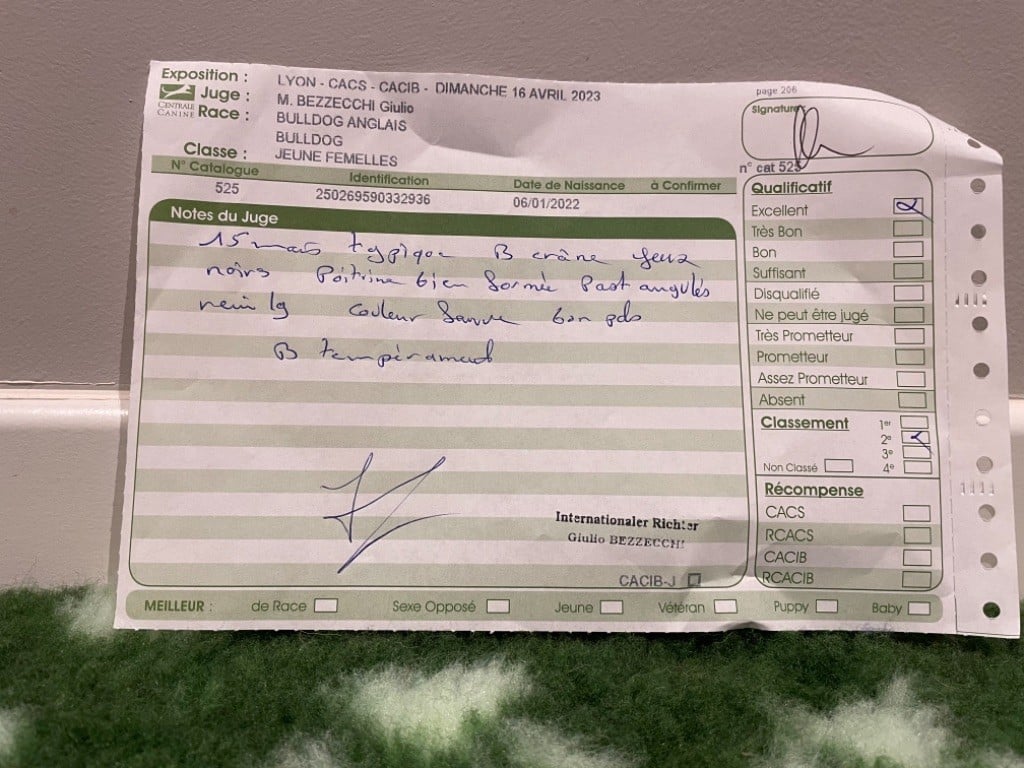 Exposition : LYON - CACS - CACIB - DIMANCHE 16 AVRIL 2023
Juge : M. BEZZECCHI Giulio
CENTRALE CANINE
Race : BULLDOG ANGLAIS
BULLDOG
Classe : JEUNE FEMELLES
page 206
Signature
n° cat 525
N° Catalogue Identification Date de Naissance à Confirmer
525 250269590332936 06/01/2022
Notes du Juge
15 mois typique B crâne yeux
noirs Poitrine bien formée Post angulés
rein lg couleur fauve bon pds
B tempérament
Internationaler Richter
Giulio BEZZECCHI
CACIB-J
Qualificatif
Excellent
Très Bon
Bon
Suffisant
Disqualifié
Ne peut être jugé
Très Prometteur
Prometteur
Assez Prometteur
Absent
Classement 1er
2e
3e
Non Classé 4e
Récompense
CACS
RCACS
CACIB
RCACIB
MEILLEUR : de Race Sexe Opposé Jeune Vétéran Puppy Baby